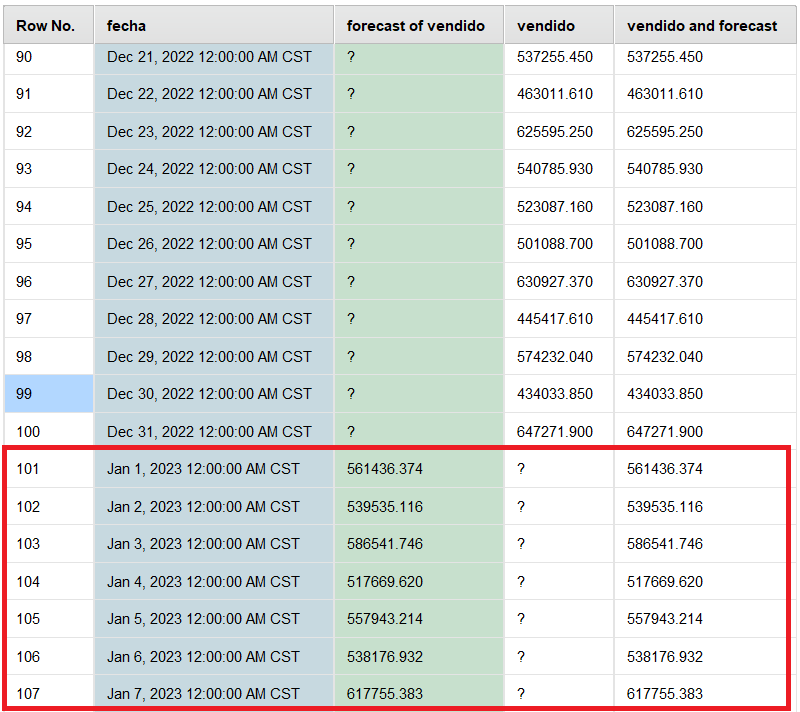 Row No. fecha forecast of vendido vendido vendido and forecast
90 Dec 21, 2022 12:00:00 AM CST ? 537255.450 537255.450
91 Dec 22, 2022 12:00:00 AM CST ? 463011.610 463011.610
92 Dec 23, 2022 12:00:00 AM CST ? 625595.250 625595.250
93 Dec 24, 2022 12:00:00 AM CST ? 540785.930 540785.930
94 Dec 25, 2022 12:00:00 AM CST ? 523087.160 523087.160
95 Dec 26, 2022 12:00:00 AM CST ? 501088.700 501088.700
96 Dec 27, 2022 12:00:00 AM CST ? 630927.370 630927.370
97 Dec 28, 2022 12:00:00 AM CST ? 445417.610 445417.610
98 Dec 29, 2022 12:00:00 AM CST ? 574232.040 574232.040
99 Dec 30, 2022 12:00:00 AM CST ? 434033.850 434033.850
100 Dec 31, 2022 12:00:00 AM CST ? 647271.900 647271.900
101 Jan 1, 2023 12:00:00 AM CST 561436.374 ? 561436.374
102 Jan 2, 2023 12:00:00 AM CST 539535.116 ? 539535.116
103 Jan 3, 2023 12:00:00 AM CST 586541.746 ? 586541.746
104 Jan 4, 2023 12:00:00 AM CST 517669.620 ? 517669.620
105 Jan 5, 2023 12:00:00 AM CST 557943.214 ? 557943.214
106 Jan 6, 2023 12:00:00 AM CST 538176.932 ? 538176.932
107 Jan 7, 2023 12:00:00 AM CST 617755.383 ? 617755.383